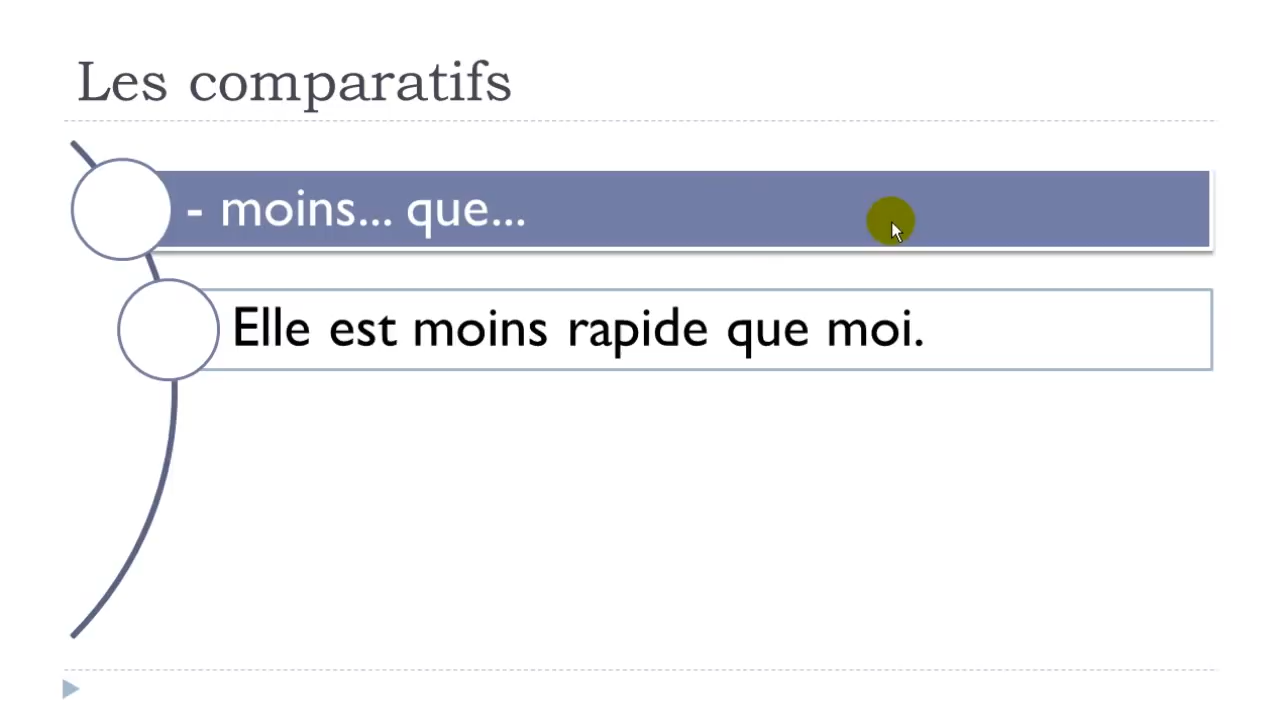 Les comparatifs
- moins... que...
Elle est moins rapide que moi.